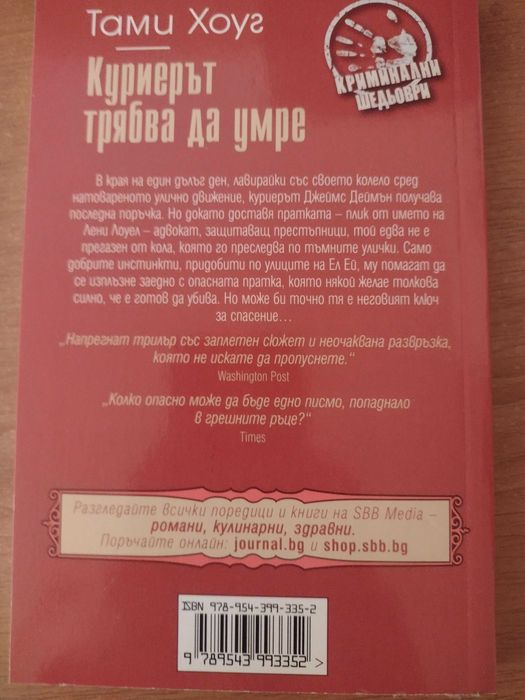 Тами Хоуг
КРИМИНАЛНИ
ШЕДЬОВРИ
Куриерът
трябва да умре
В края на един дълъг ден, лавирайки със своето колело сред
натовареното улично движение, куриерът Джеймс Деймън получава
последна поръчка. Но докато доставя пратката – плик от името на
Лени Лоуел – адвокат, защитаващ престъпници, той едва не е
прегазен от кола, която го преследва по тъмните улички. Само
добрите инстинкти, придобити по улиците на Ел Ей, му помагат да
се изплъзне заедно с опасната пратка, която някой желае толкова
силно, че е готов да убива. Но може би точно тя е неговият ключ
за спасение...
„Напрегнат трилър със заплетен сюжет и неочаквана развръзка,
която не искате да пропуснете.“
Washington Post
„Колко опасно може да бъде едно писмо, попаднало
в грешните ръце?“
Times
Разгледайте всички поредици и книги на SBB Media –
романи, кулинарни, здравни.
Поръчайте онлайн: journal.bg и shop.sbb.bg
ISBN 978-954-399-335-2
9 789543 993352 >